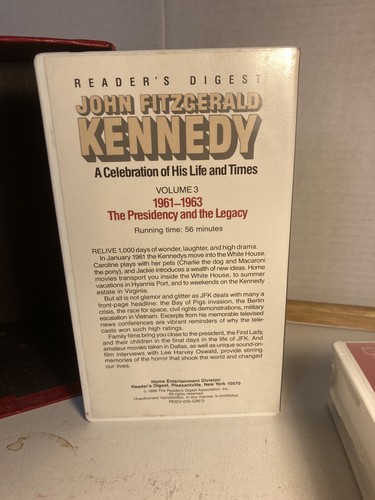 READER'S DIGEST
JOHN FITZGERALD
KENNEDY
A Celebration of His Life and Times
VOLUME 3
1961–1963
The Presidency and the Legacy
Running time: 56 minutes
RELIVE 1,000 days of wonder, laughter, and high drama.
In January 1961 the Kennedys move into the White House.
Caroline plays with her pets (Charlie the dog and Macaroni
the pony), and Jackie introduces a wealth of new ideas. Home
movies transport you inside the White House, to summer
vacations in Hyannis Port, and to weekends on the Kennedy
estate in Virginia.
But all is not glamor and glitter as JFK deals with many a
front-page headline: the Bay of Pigs invasion, the Berlin
crisis, the race for space, civil rights demonstrations, military
escalation in Vietnam. Excerpts from his memorable televised
news conferences are vibrant reminders of why the tele-
casts won such high ratings.
Family films bring you close to the president, the First Lady,
and their children in the final days in the life of JFK. And
amateur movies taken in Dallas, as well as unique sound-on-
film interviews with Lee Harvey Oswald, provide stirring
memories of the horror that shook the world and changed
our lives.
Home Entertainment Division
Reader's Digest, Pleasantville, New York 10570
The Reader's Digest Association, Inc.
All rights reserved.
Unauthorized reproduction, in any manner, is prohibited.